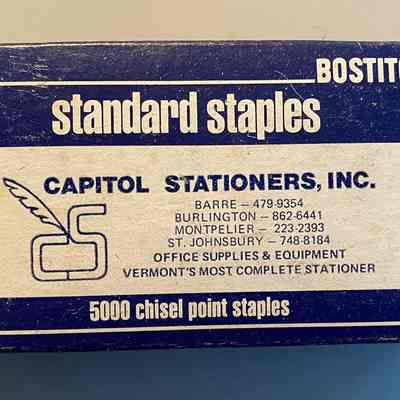 BOSTITC
standard staples
CAPITOL STATIONERS, INC.
BARRE – 479-9354
BURLINGTON – 862-6441
MONTPELIER – 223-2393
ST. JOHNSBURY – 748-8184
OFFICE SUPPLIES & EQUIPMENT
VERMONT'S MOST COMPLETE STATIONER
5000 chisel point staples